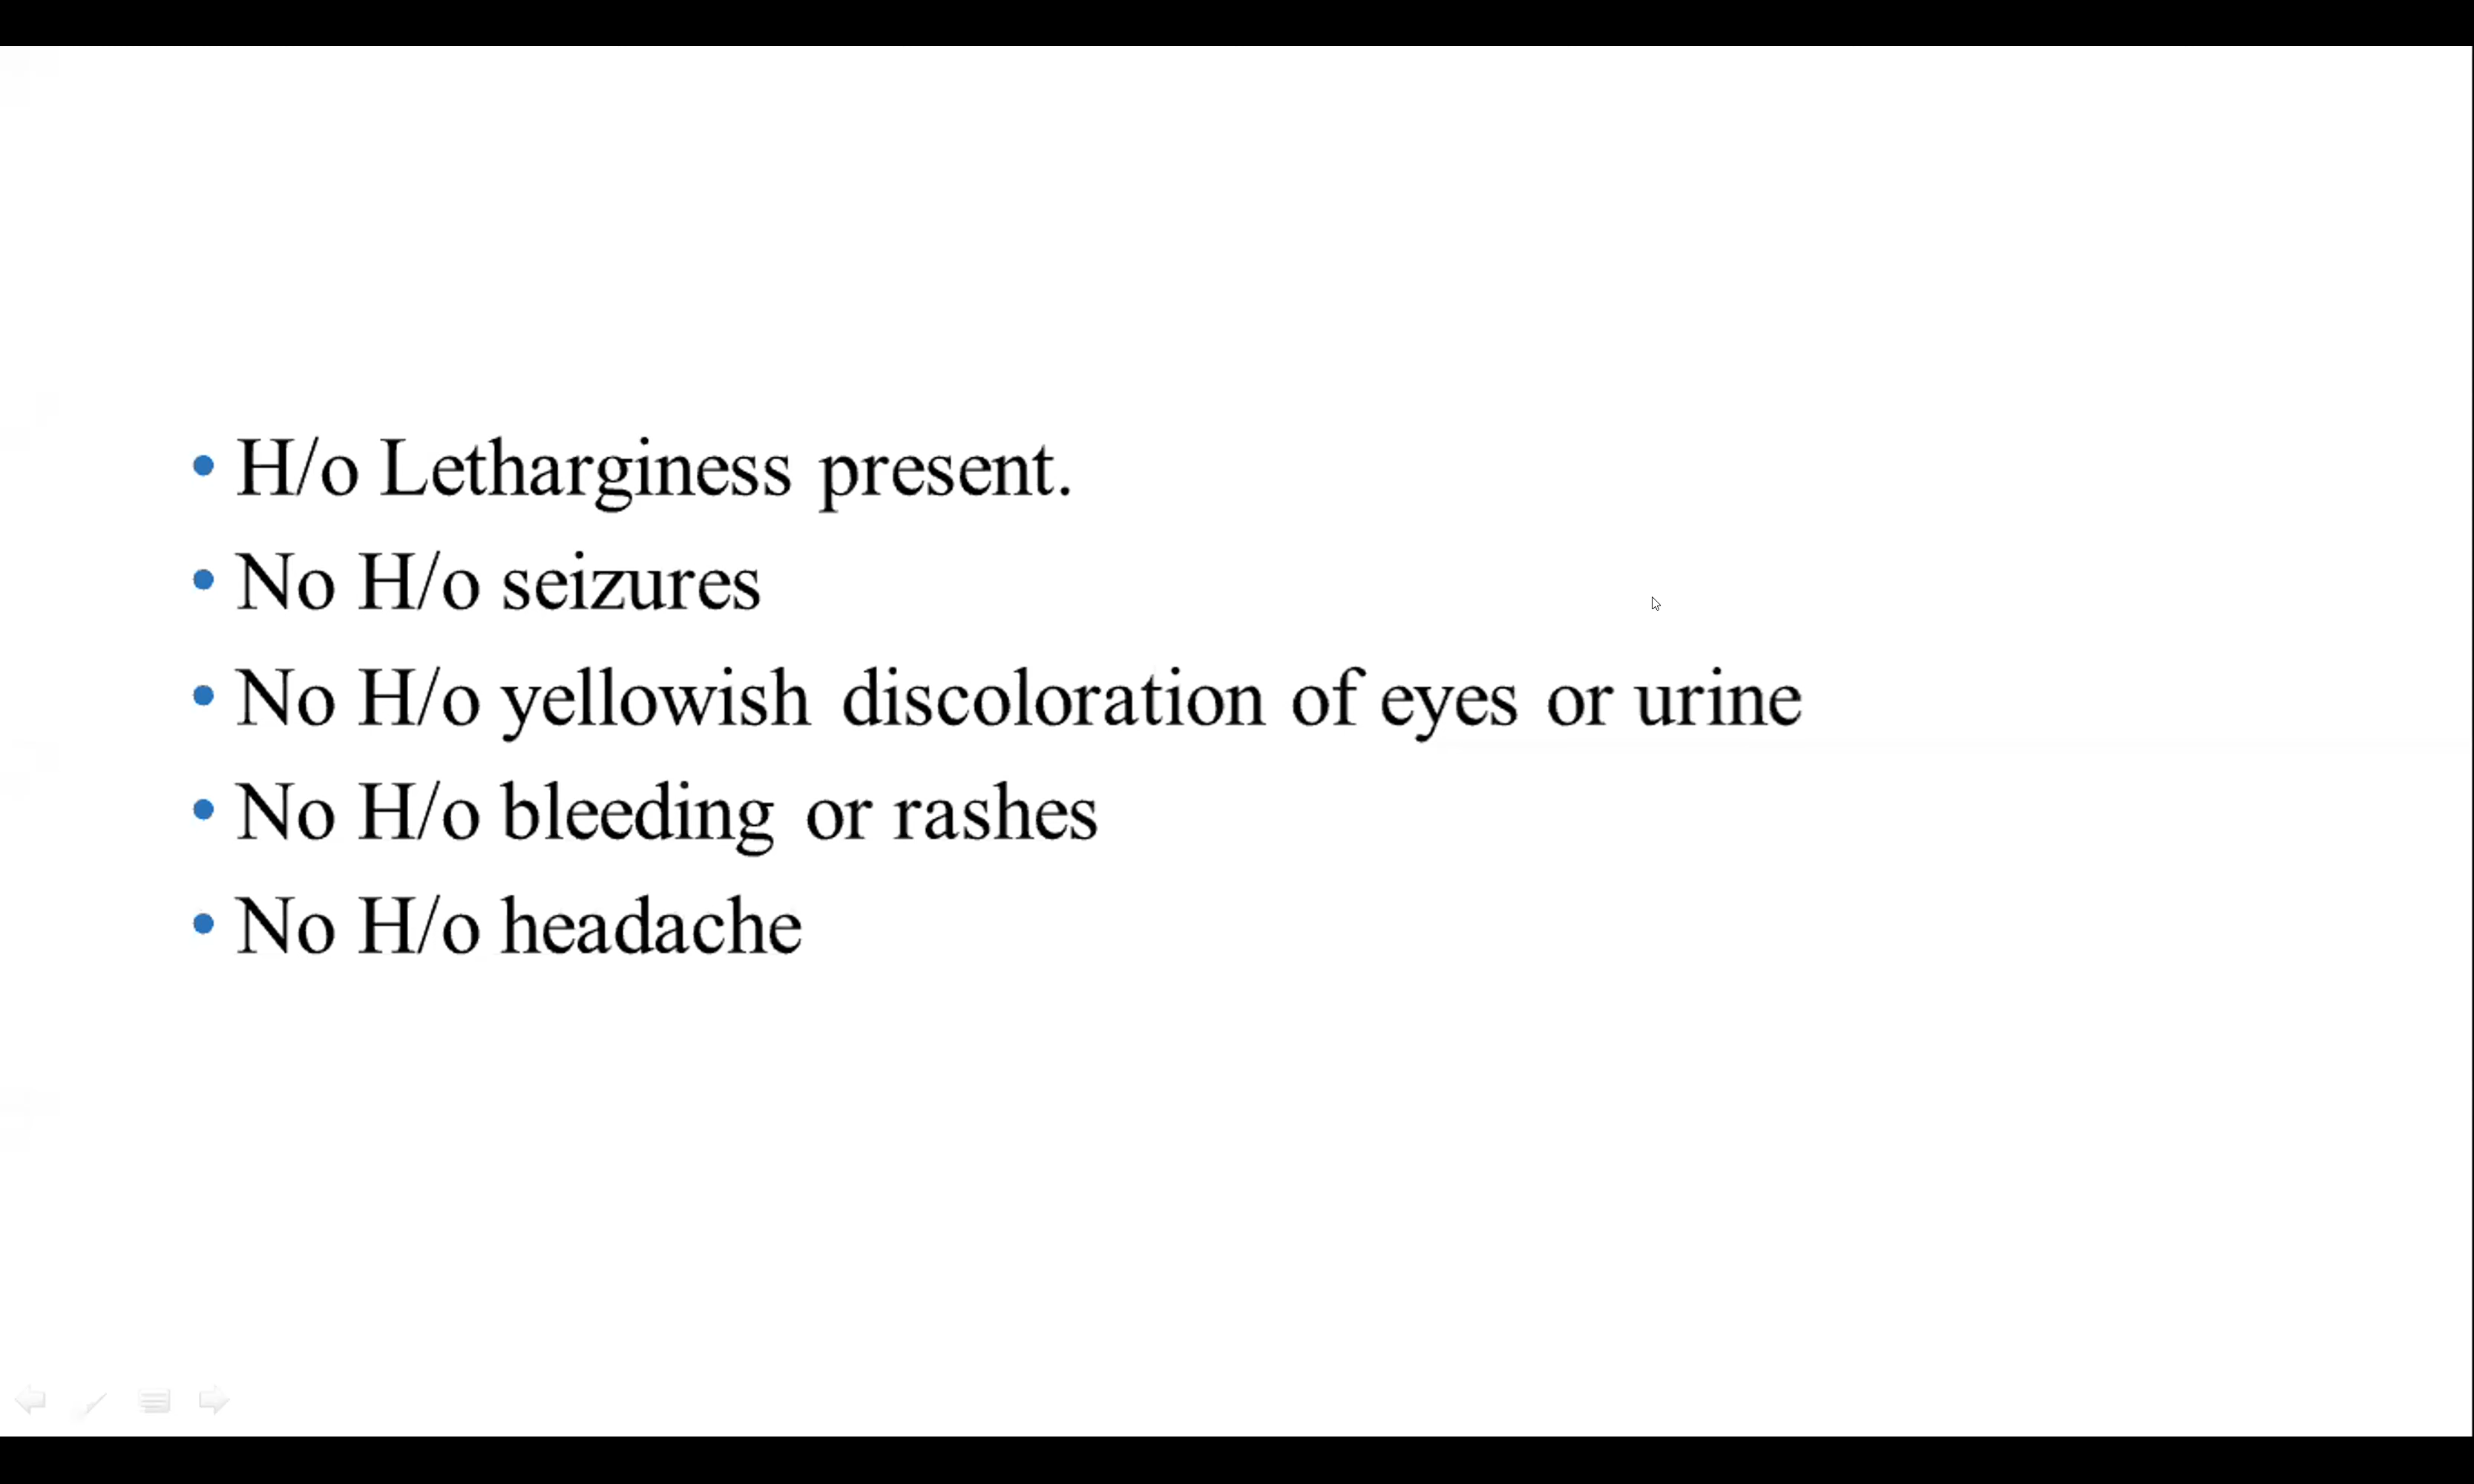 • H/o Letharginess present.
• No H/o seizures
• No H/o yellowish discoloration of eyes or urine
• No H/o bleeding or rashes
• No H/o headache